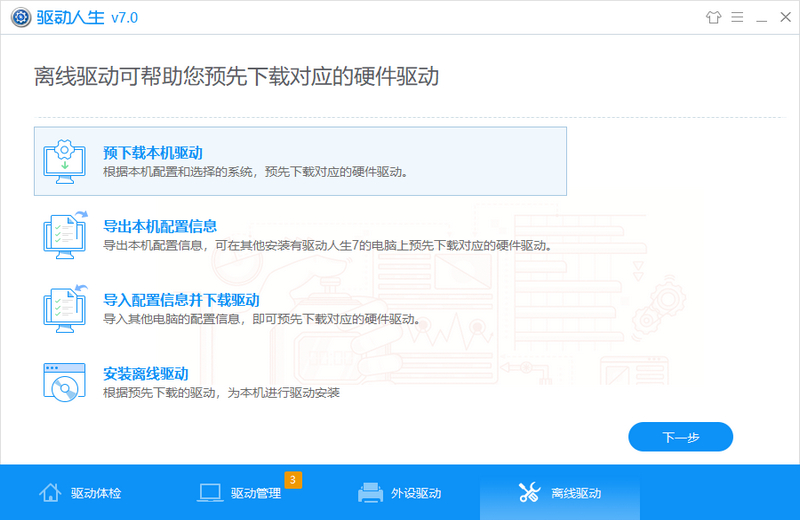 驱动人生 v7.0
离线驱动可帮助您预先下载对应的硬件驱动
预下载本机驱动
根据本机配置和选择的系统，预先下载对应的硬件驱动。
导出本机配置信息
导出本机配置信息，可在其他安装有驱动人生7的电脑上预先下载对应的硬件驱动。
导入配置信息并下载驱动
导入其他电脑的配置信息，即可预先下载对应的硬件驱动。
安装离线驱动
根据预先下载的驱动，为本机进行驱动安装
下一步
驱动体检
驱动管理
3
外设驱动
离线驱动